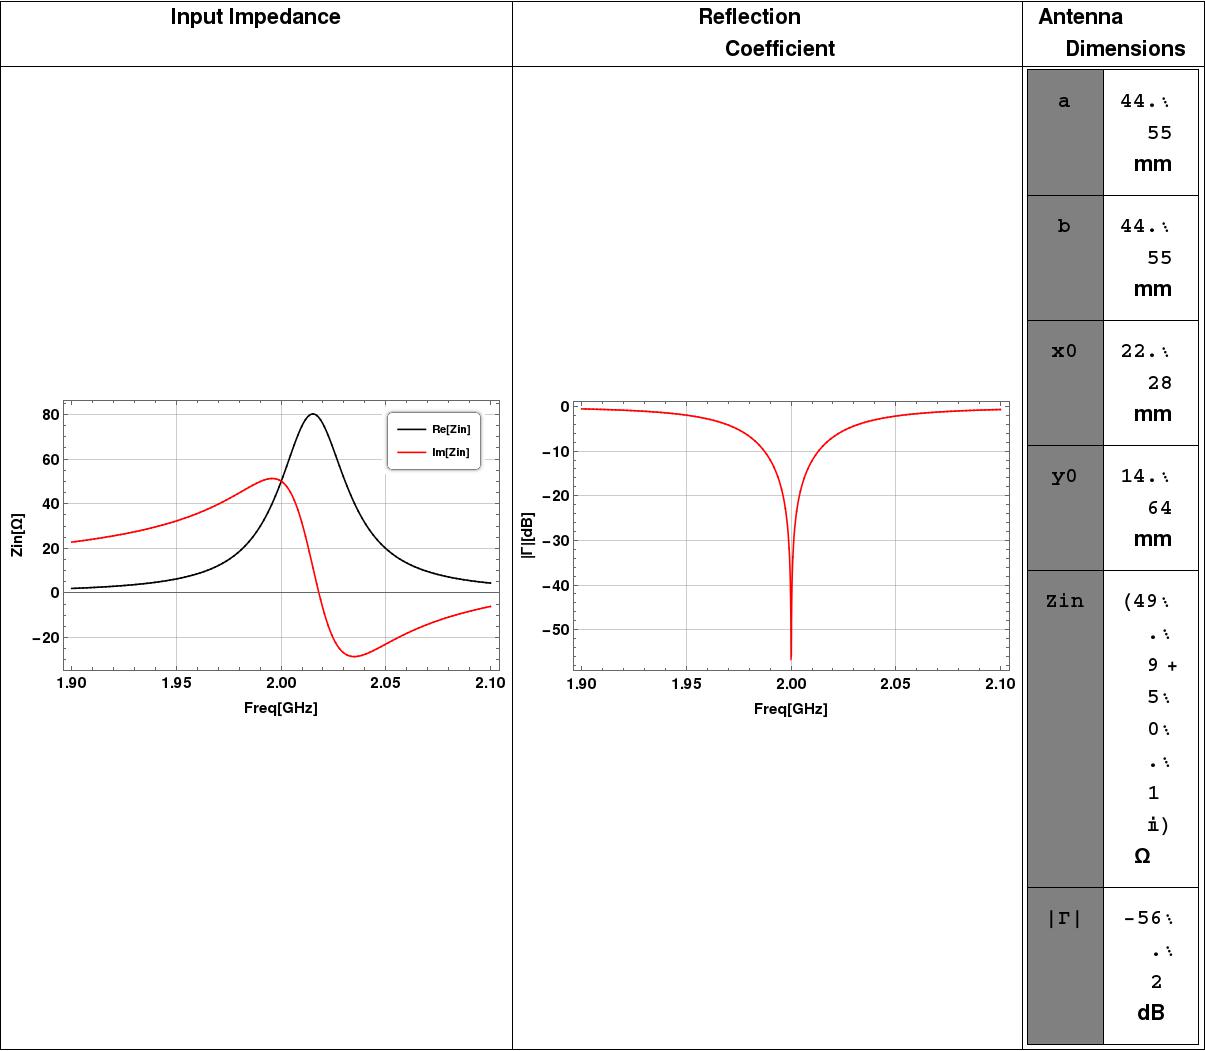 Input Impedance
Reflection
Coefficient
Antenna
Dimensions
80
60
40
20
0
−20
Zin[Ω]
Re[Zin]
Im[Zin]
1.90
1.95
2.00
2.05
2.10
Freq[GHz]
0
−10
−20
−30
−40
−50
|Γ|[dB]
1.90
1.95
2.00
2.05
2.10
Freq[GHz]
a
44.⋱
55
mm
b
44.⋱
55
mm
x0
22.⋱
28
mm
y0
14.⋱
64
mm
Zin
(49⋱
.⋱
9 +
5⋱
0⋱
.⋱
1
ⅈ)
Ω
|Γ|
-56⋱
.⋱
2
dB